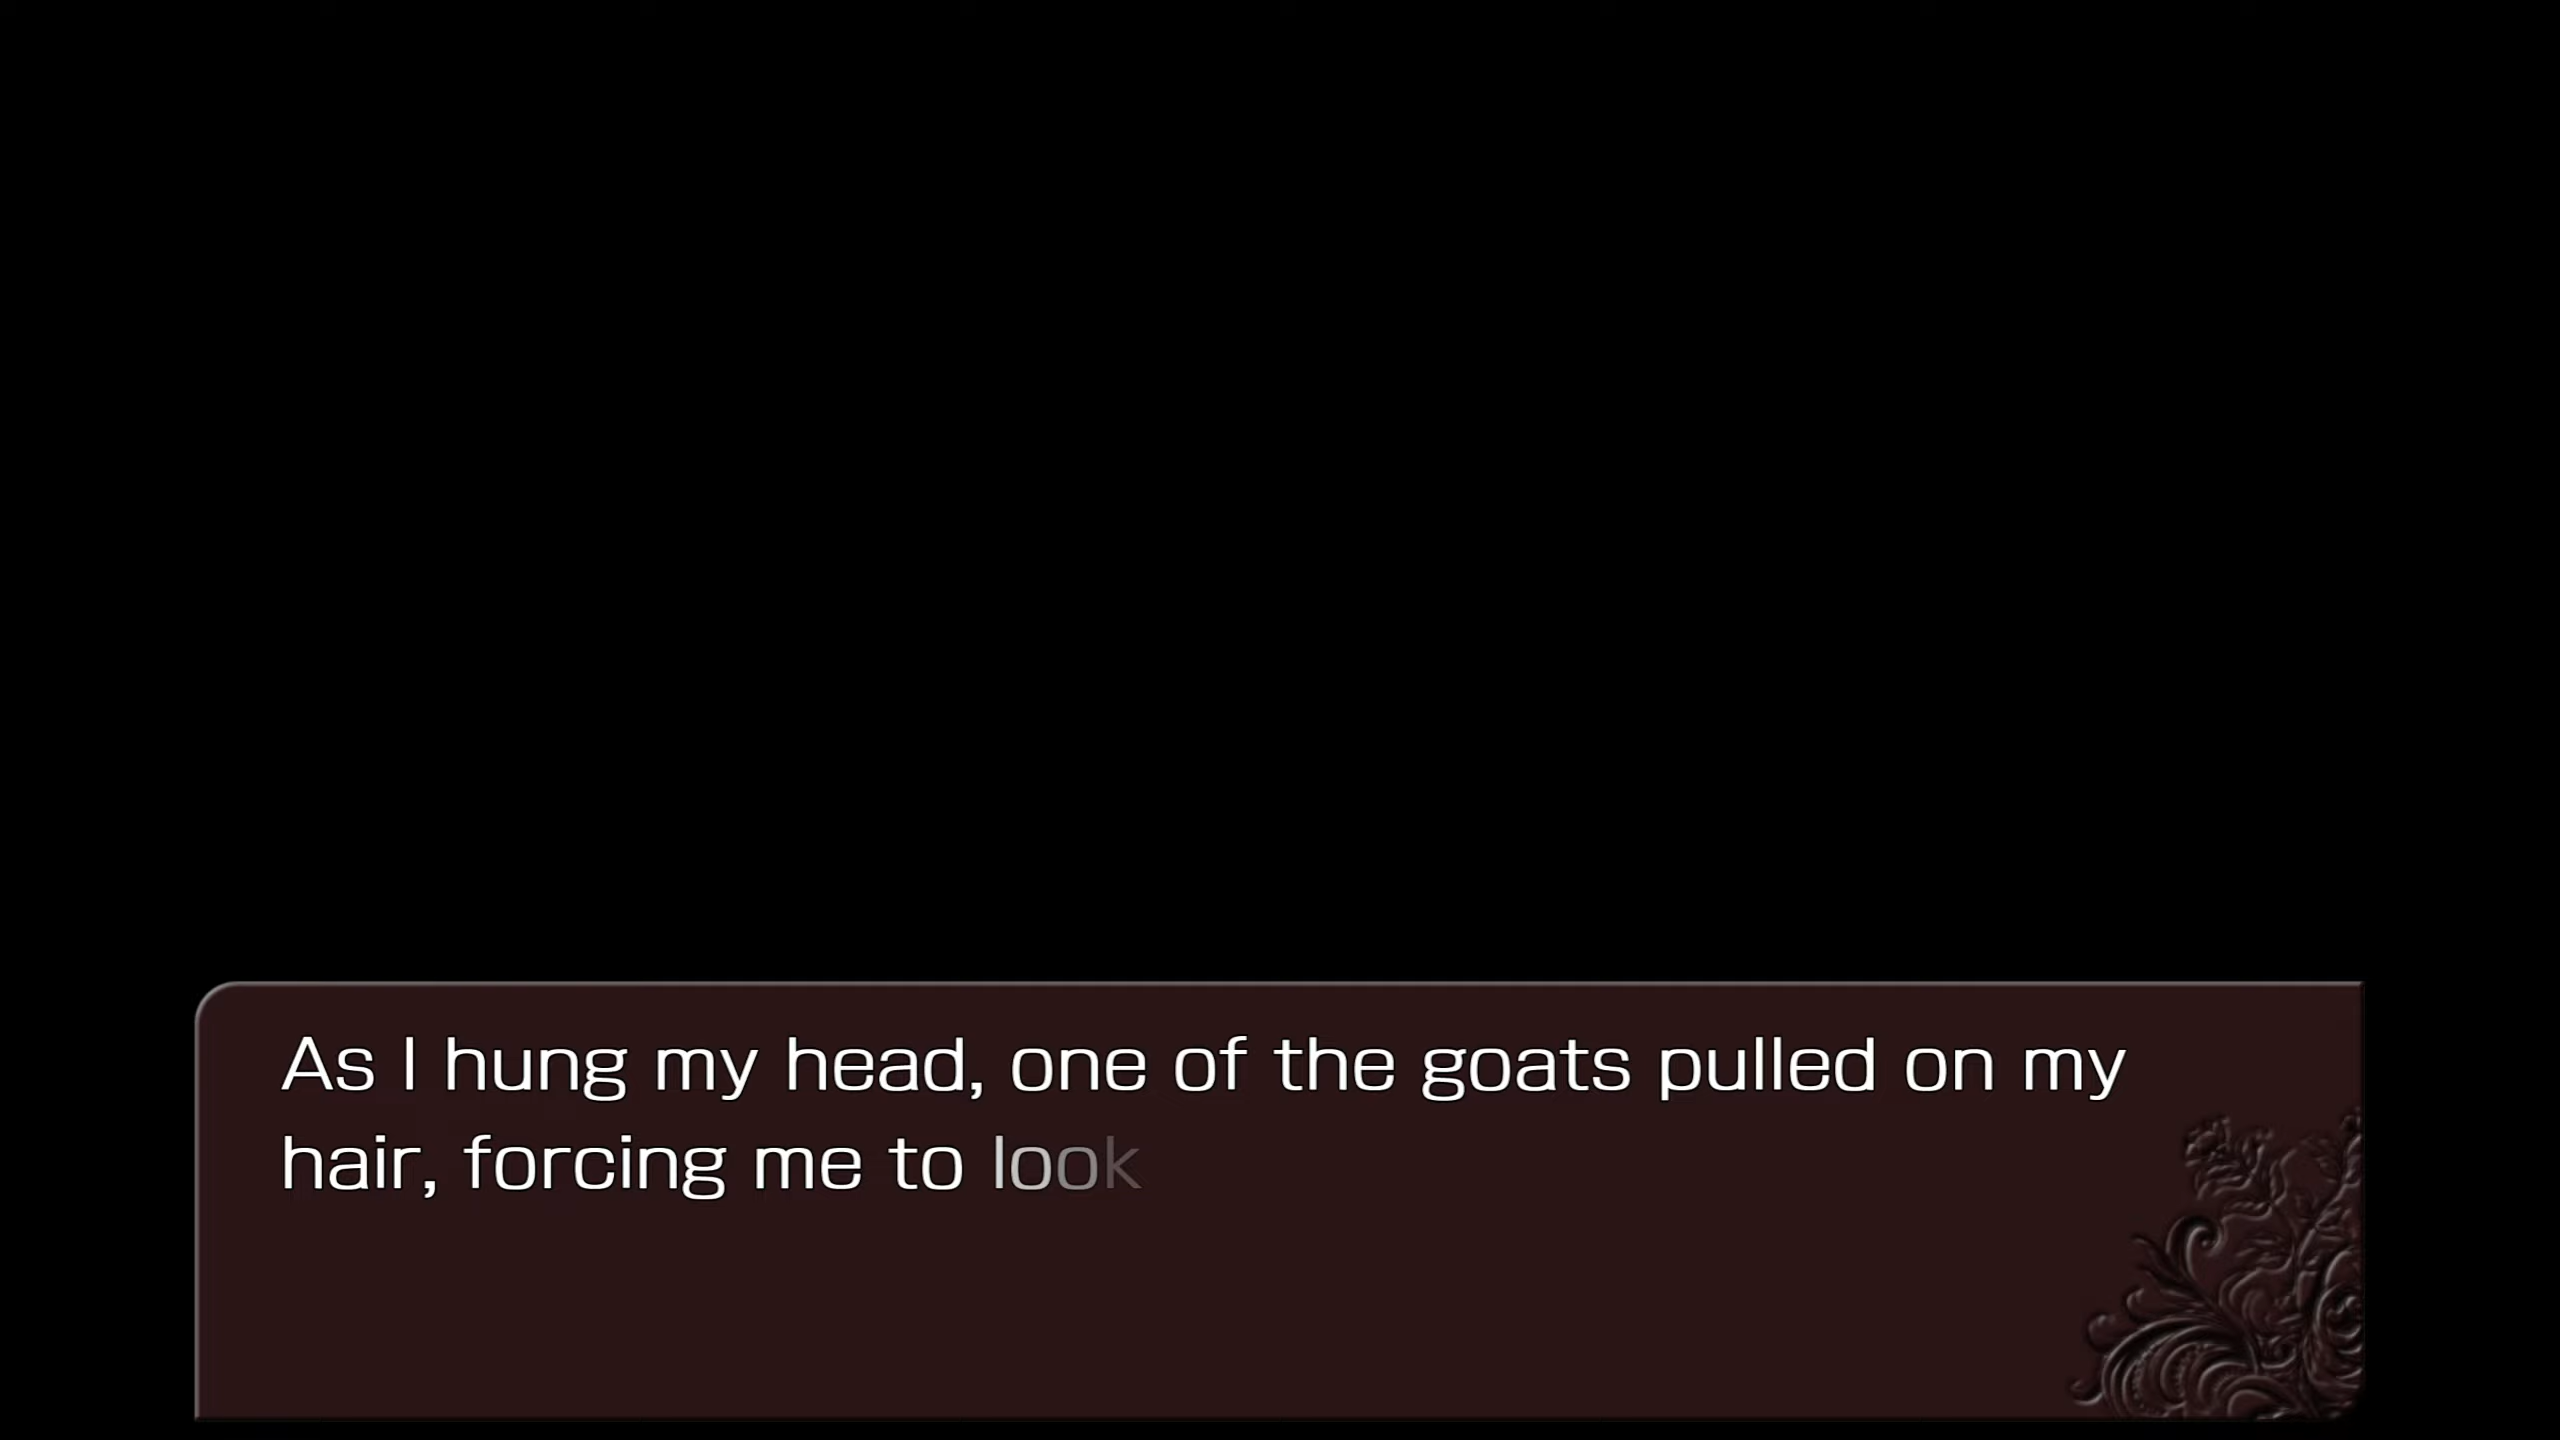 As I hung my head, one of the goats pulled on my
hair, forcing me to look